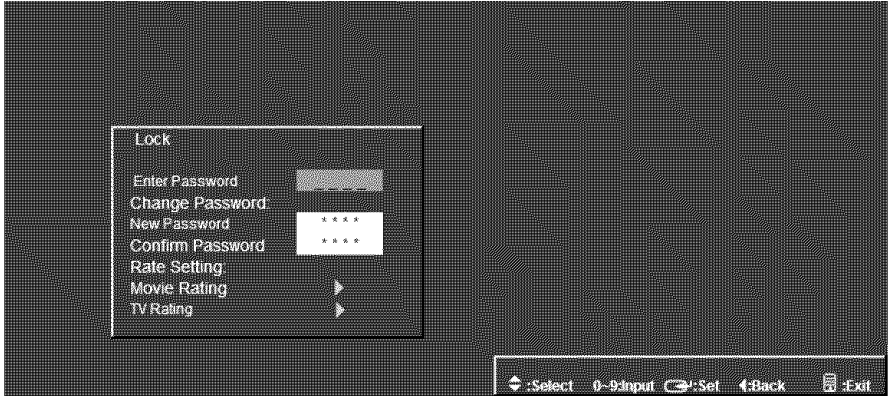 Lock
Enter Password _ _ _ _
Change Password:
New Password ****
Confirm Password ****
Rate Setting:
Movie Rating
TV Rating
:Select 0~9:Input :Set :Back :Exit